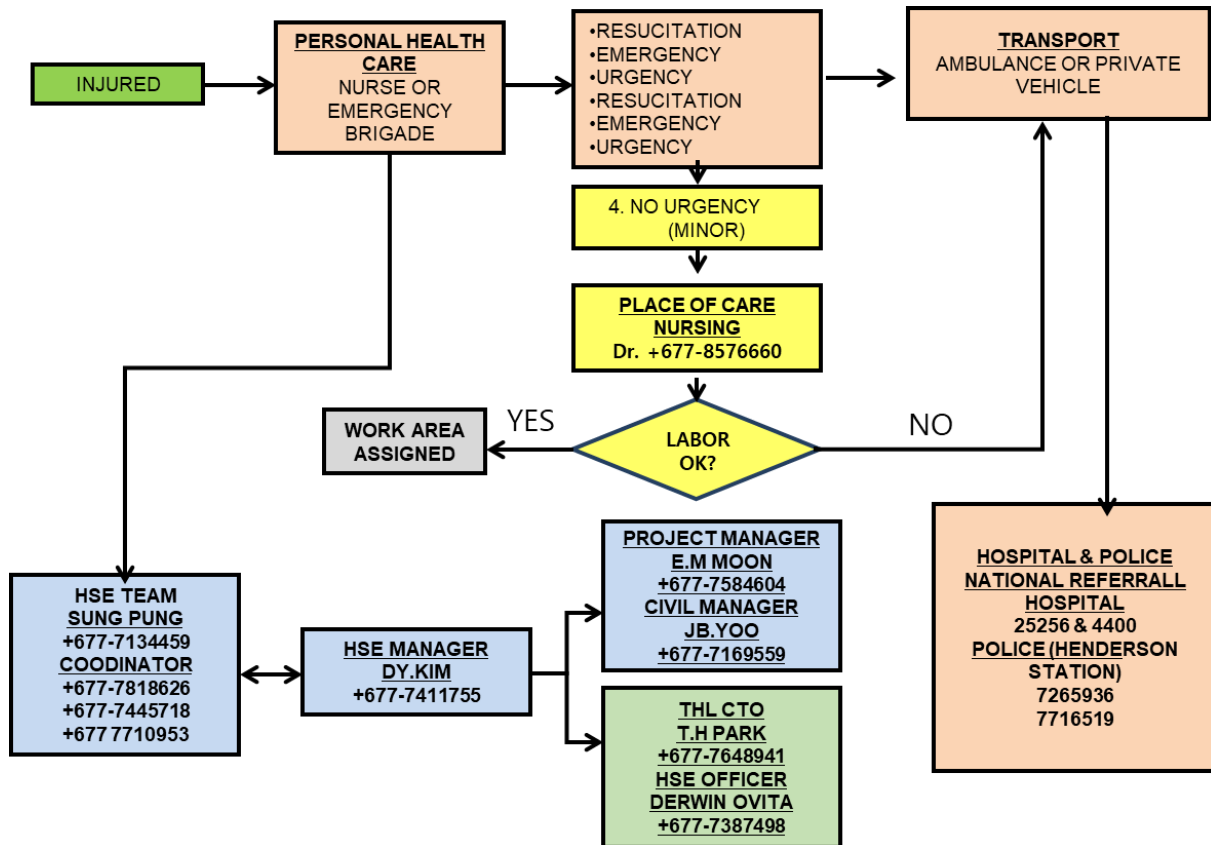 INJURED
PERSONAL HEALTH
CARE
NURSE OR
EMERGENCY
BRIGADE
•RESUCITATION
•EMERGENCY
•URGENCY
•RESUCITATION
•EMERGENCY
•URGENCY
TRANSPORT
AMBULANCE OR PRIVATE
VEHICLE
4. NO URGENCY
(MINOR)
PLACE OF CARE
NURSING
Dr. +677-8576660
LABOR
OK?
YES
NO
WORK AREA
ASSIGNED
HSE TEAM
SUNG PUNG
+677-7134459
COODINATOR
+677-7818626
+677-7445718
+677 7710953
HSE MANAGER
DY.KIM
+677-7411755
PROJECT MANAGER
E.M MOON
+677-7584604
CIVIL MANAGER
JB.YOO
+677-7169559
THL CTO
T.H PARK
+677-7648941
HSE OFFICER
DERWIN OVITA
+677-7387498
HOSPITAL & POLICE
NATIONAL REFERRALL
HOSPITAL
25256 & 4400
POLICE (HENDERSON
STATION)
7265936
7716519